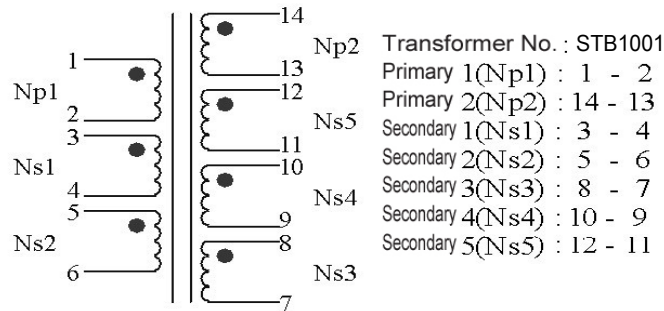 14
Np2
13
1
Np1
2
12
Ns5
11
3
Ns1
4
10
Ns4
9
5
Ns2
6
8
Ns3
7
Transformer No. : STB1001
Primary 1(Np1) : 1 - 2
Primary 2(Np2) : 14 - 13
Secondary 1(Ns1) : 3 - 4
Secondary 2(Ns2) : 5 - 6
Secondary 3(Ns3) : 8 - 7
Secondary 4(Ns4) : 10 - 9
Secondary 5(Ns5) : 12 - 11